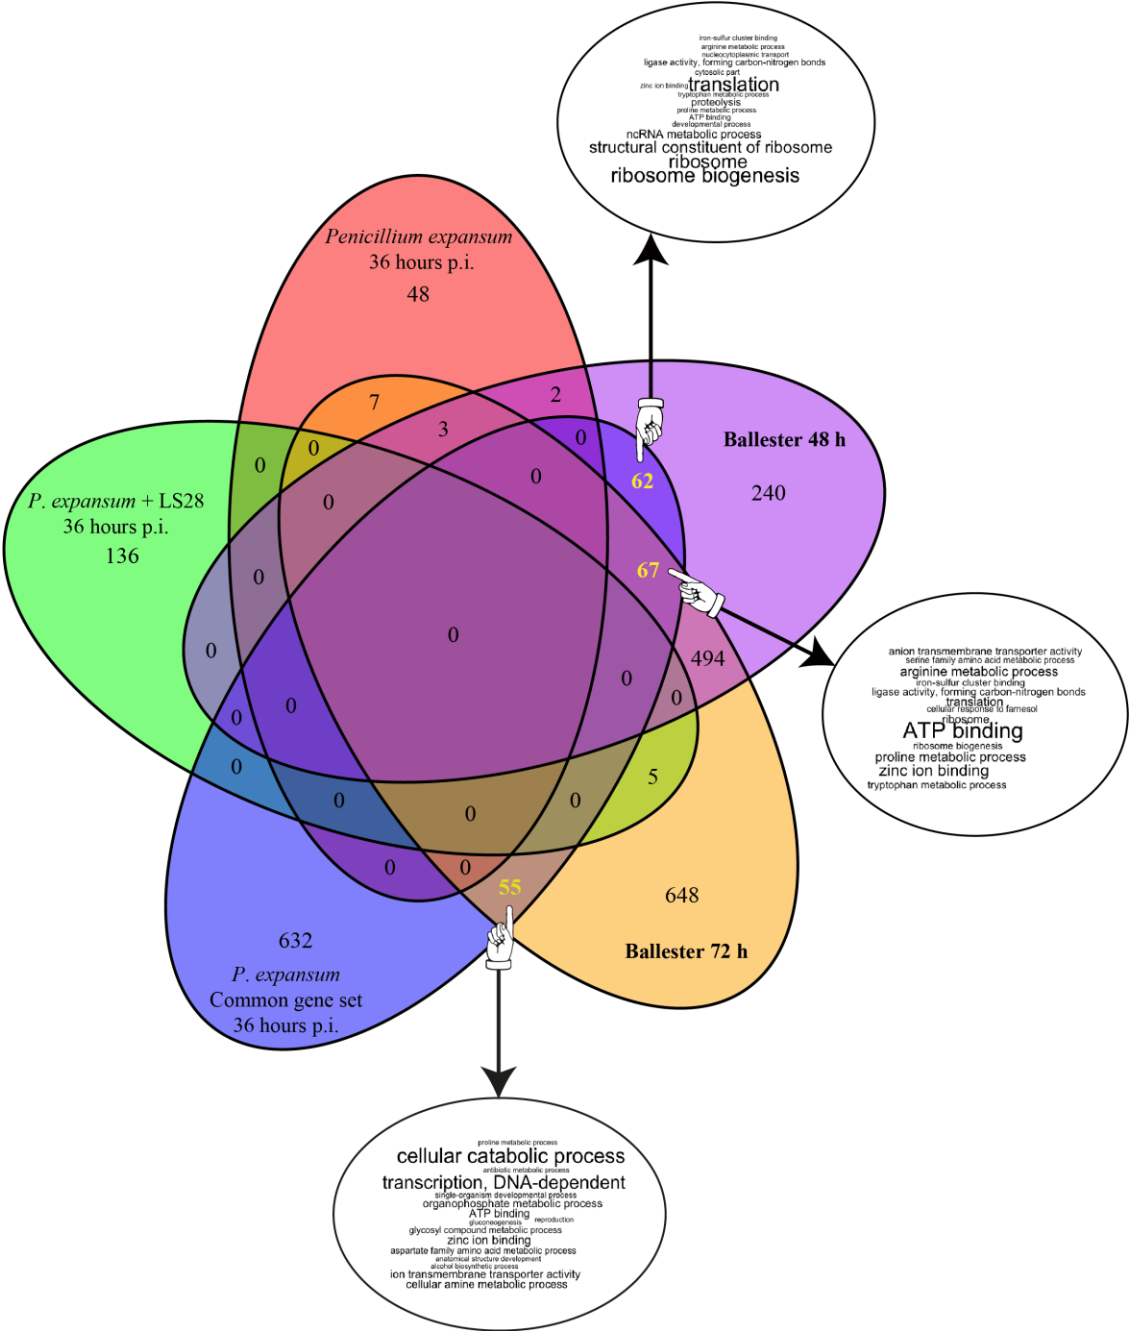 iron-sulfur cluster binding
arginine metabolic process
nucleocytoplasmic transport
ligase activity, forming carbon-nitrogen bonds
cytosolic part
zinc ion binding translation
tryptophan metabolic process
proteolysis
proline metabolic process
ATP binding
developmental process
ncRNA metabolic process
structural constituent of ribosome
ribosome
ribosome biogenesis
Penicillium expansum
36 hours p.i.
48
7
3
2
0
0
0
0
0
62
Ballester 48 h
240
P. expansum + LS28
36 hours p.i.
136
0
0
67
0
494
0
0
0
0
0
0
5
0
0
0
0
0
55
648
Ballester 72 h
632
P. expansum
Common gene set
36 hours p.i.
anion transmembrane transporter activity
serine family amino acid metabolic process
arginine metabolic process
iron-sulfur cluster binding
ligase activity, forming carbon-nitrogen bonds
translation
cellular response to farnesol
ribosome
ATP binding
ribosome biogenesis
proline metabolic process
zinc ion binding
tryptophan metabolic process
proline metabolic process
cellular catabolic process
antibiotic metabolic process
transcription, DNA-dependent
single-organism developmental process
organophosphate metabolic process
ATP binding
gluconeogenesis reproduction
glycosyl compound metabolic process
zinc ion binding
aspartate family amino acid metabolic process
anatomical structure development
alcohol biosynthetic process
ion transmembrane transporter activity
cellular amine metabolic process